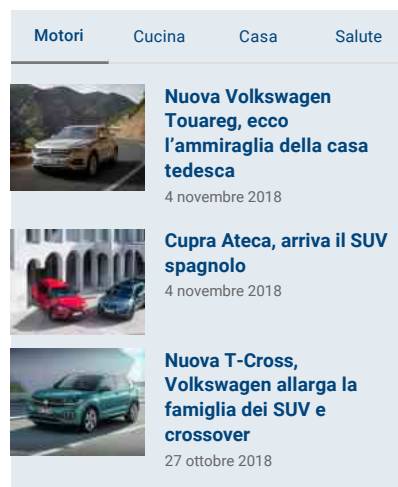 Motori Cucina Casa Salute
Nuova Volkswagen
Touareg, ecco
l’ammiraglia della casa
tedesca
4 novembre 2018
Cupra Ateca, arriva il SUV
spagnolo
4 novembre 2018
Nuova T-Cross,
Volkswagen allarga la
famiglia dei SUV e
crossover
27 ottobre 2018